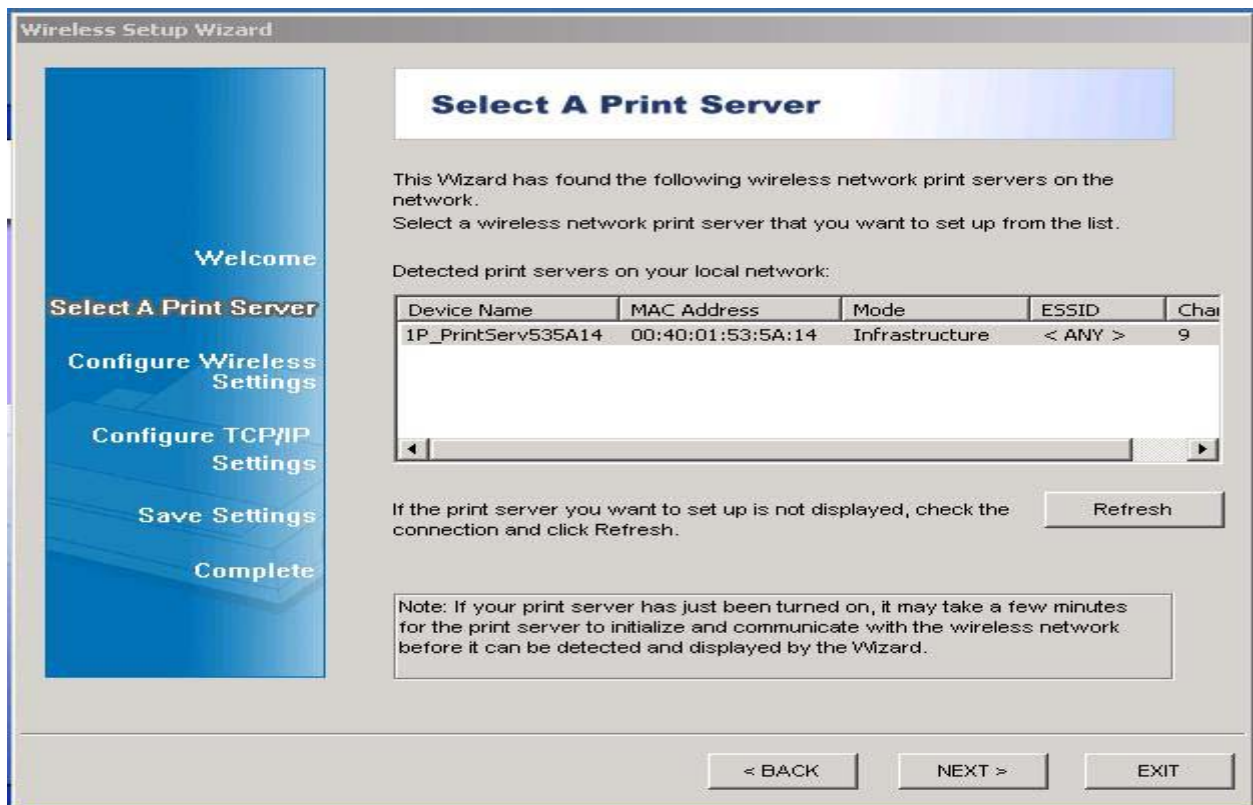 Wireless Setup Wizard
Welcome
Select A Print Server
Configure Wireless
Settings
Configure TCP/IP
Settings
Save Settings
Complete
Select A Print Server
This Wizard has found the following wireless network print servers on the
network.
Select a wireless network print server that you want to set up from the list.
Detected print servers on your local network:
Device Name MAC Address Mode ESSID Chai
1P_PrintServ535A14 00:40:01:53:5A:14 Infrastructure < ANY > 9
If the print server you want to set up is not displayed, check the
connection and click Refresh.
Refresh
Note: If your print server has just been turned on, it may take a few minutes
for the print server to initialize and communicate with the wireless network
before it can be detected and displayed by the Wizard.
< BACK NEXT > EXIT